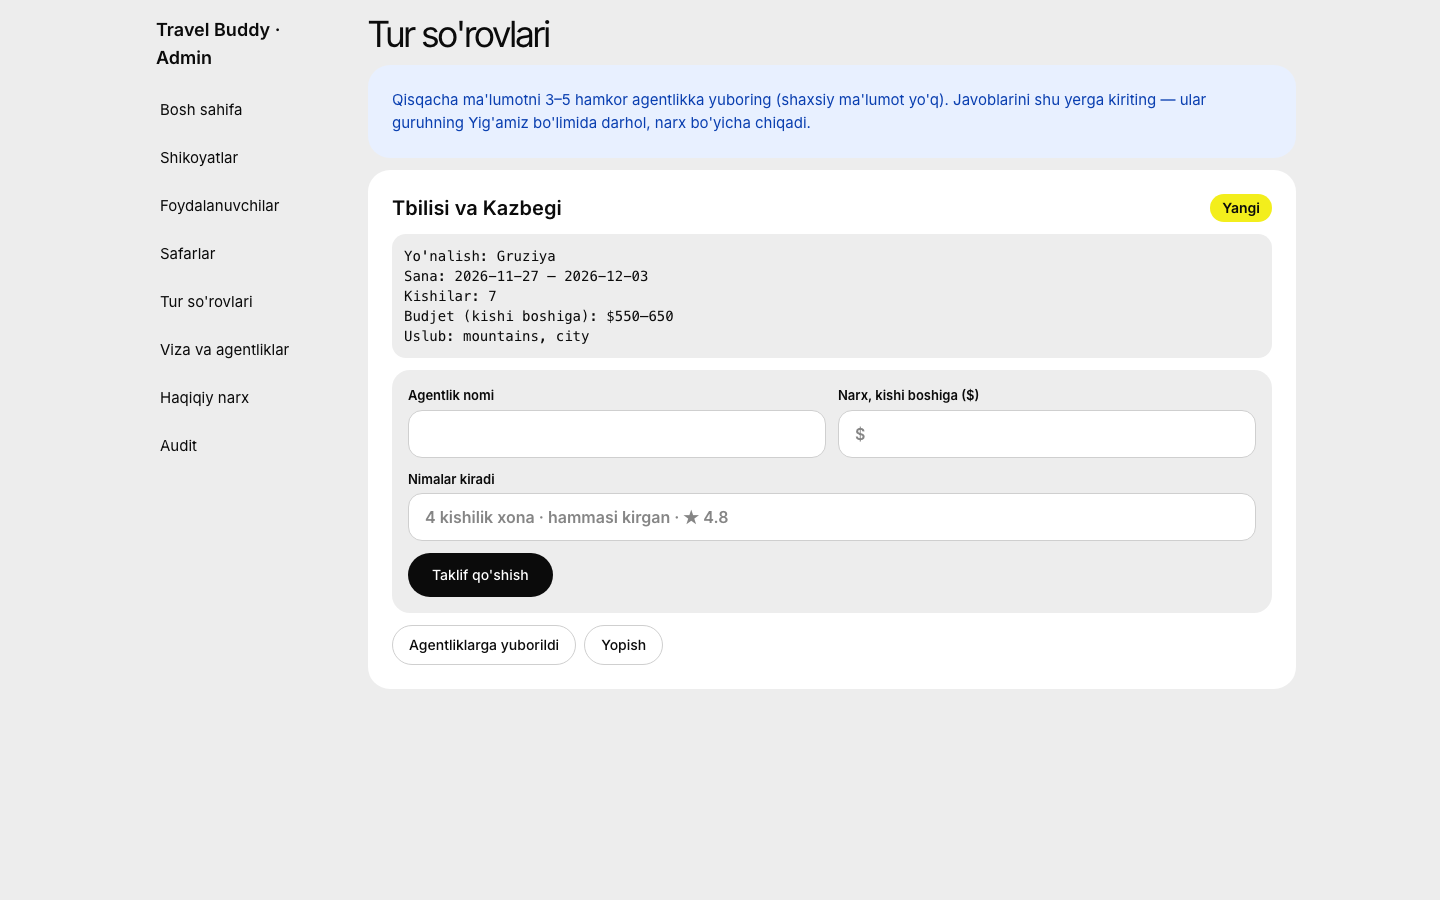 Travel Buddy ·
Admin
Bosh sahifa
Shikoyatlar
Foydalanuvchilar
Safarlar
Tur so'rovlari
Viza va agentliklar
Haqiqiy narx
Audit
Tur so'rovlari
Qisqacha ma'lumotni 3–5 hamkor agentlikka yuboring (shaxsiy ma'lumot yo'q). Javoblarini shu yerga kiriting — ular
guruhning Yig'amiz bo'limida darhol, narx bo'yicha chiqadi.
Tbilisi va Kazbegi
Yangi
Yo'nalish: Gruziya
Sana: 2026-11-27 — 2026-12-03
Kishilar: 7
Budjet (kishi boshiga): $550–650
Uslub: mountains, city
Agentlik nomi
Narx, kishi boshiga ($)
$
Nimalar kiradi
4 kishilik xona · hammasi kirgan · ★ 4.8
Taklif qo'shish
Agentliklarga yuborildi
Yopish